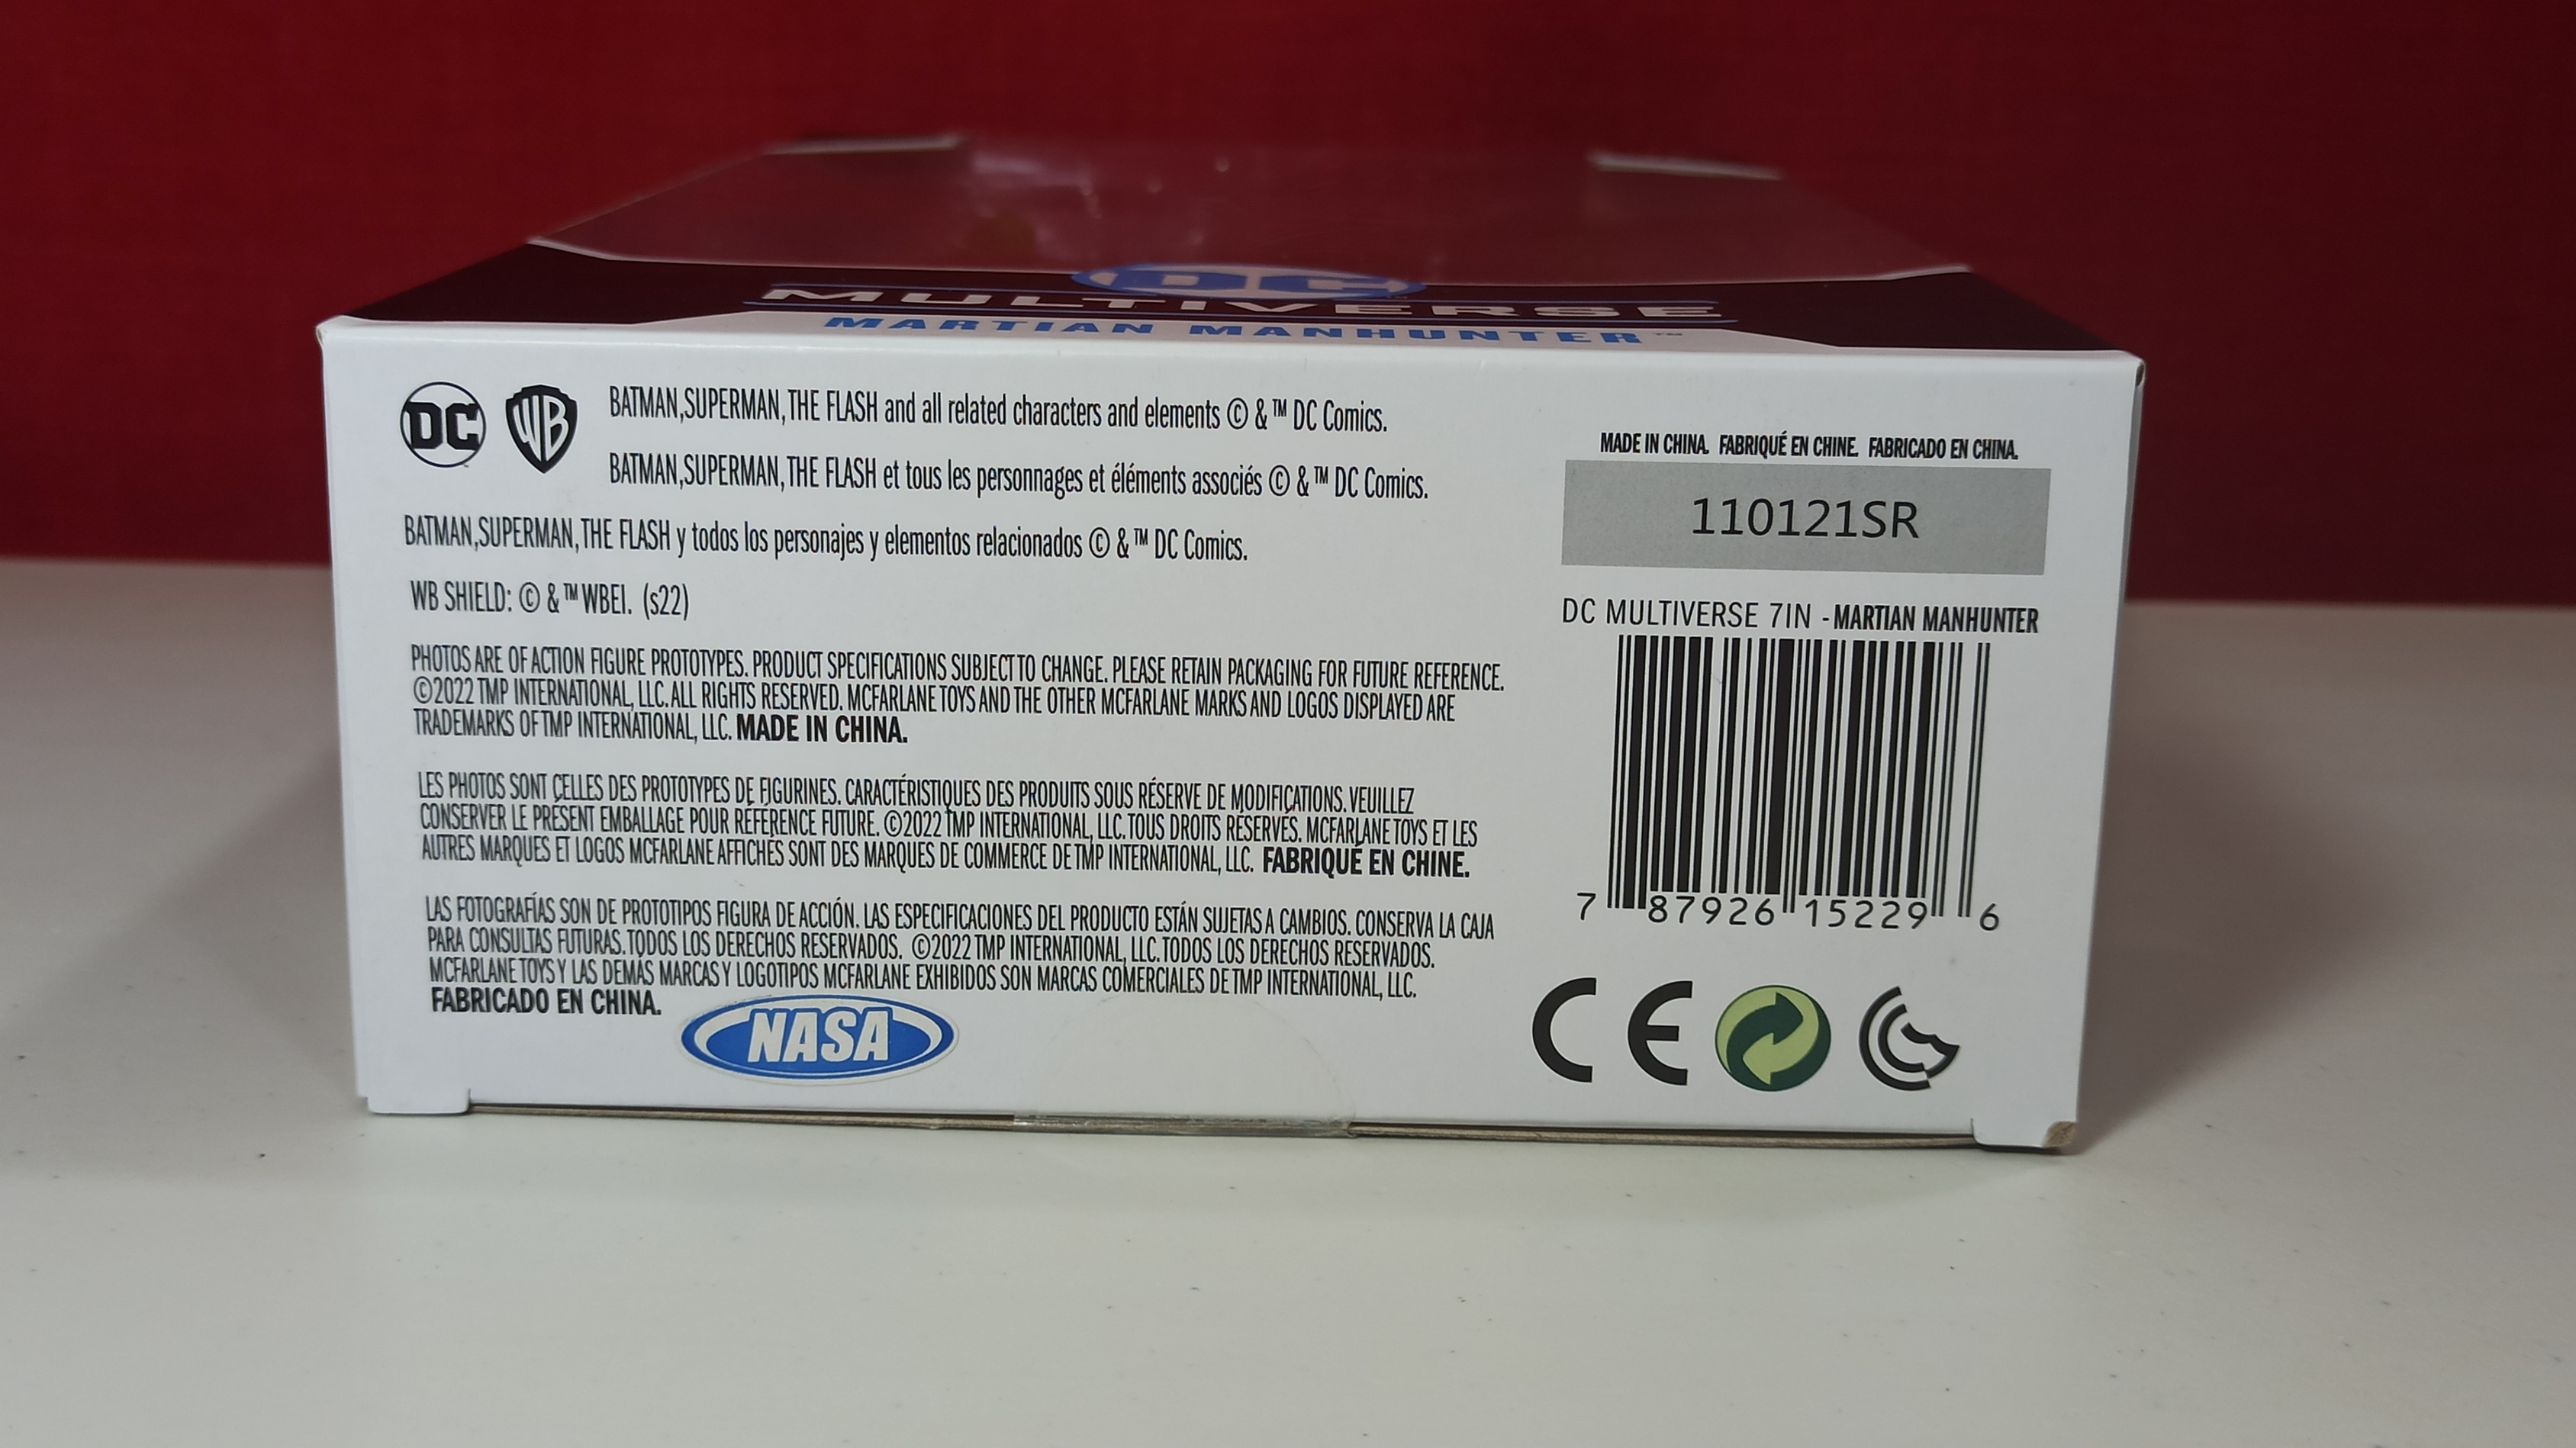 DC
MULTIVERSE
MARTIAN MANHUNTER™
DC WB BATMAN,SUPERMAN,THE FLASH and all related characters and elements © & ™ DC Comics.
BATMAN,SUPERMAN,THE FLASH et tous les personnages et éléments associés © & ™ DC Comics.
BATMAN,SUPERMAN,THE FLASH y todos los personajes y elementos relacionados © & ™ DC Comics.
WB SHIELD: © & ™ WBEI. (s22)
PHOTOS ARE OF ACTION FIGURE PROTOTYPES. PRODUCT SPECIFICATIONS SUBJECT TO CHANGE. PLEASE RETAIN PACKAGING FOR FUTURE REFERENCE.
©2022 TMP INTERNATIONAL, LLC. ALL RIGHTS RESERVED. MCFARLANE TOYS AND THE OTHER MCFARLANE MARKS AND LOGOS DISPLAYED ARE
TRADEMARKS OF TMP INTERNATIONAL, LLC. MADE IN CHINA.
LES PHOTOS SONT CELLES DES PROTOTYPES DE FIGURINES. CARACTÉRISTIQUES DES PRODUITS SOUS RÉSERVE DE MODIFICATIONS. VEUILLEZ
CONSERVER LE PRÉSENT EMBALLAGE POUR RÉFÉRENCE FUTURE. ©2022 TMP INTERNATIONAL, LLC. TOUS DROITS RÉSERVÉS. MCFARLANE TOYS ET LES
AUTRES MARQUES ET LOGOS MCFARLANE AFFICHÉS SONT DES MARQUES DE COMMERCE DE TMP INTERNATIONAL, LLC. FABRIQUÉ EN CHINE.
LAS FOTOGRAFÍAS SON DE PROTOTIPOS FIGURA DE ACCIÓN. LAS ESPECIFICACIONES DEL PRODUCTO ESTÁN SUJETAS A CAMBIOS. CONSERVA LA CAJA
PARA CONSULTAS FUTURAS. TODOS LOS DERECHOS RESERVADOS. ©2022 TMP INTERNATIONAL, LLC. TODOS LOS DERECHOS RESERVADOS.
MCFARLANE TOYS Y LAS DEMÁS MARCAS Y LOGOTIPOS MCFARLANE EXHIBIDOS SON MARCAS COMERCIALES DE TMP INTERNATIONAL, LLC.
FABRICADO EN CHINA.
NASA
MADE IN CHINA. FABRIQUÉ EN CHINE. FABRICADO EN CHINA.
110121SR
DC MULTIVERSE 7IN - MARTIAN MANHUNTER
7 87926 15229 6
CE